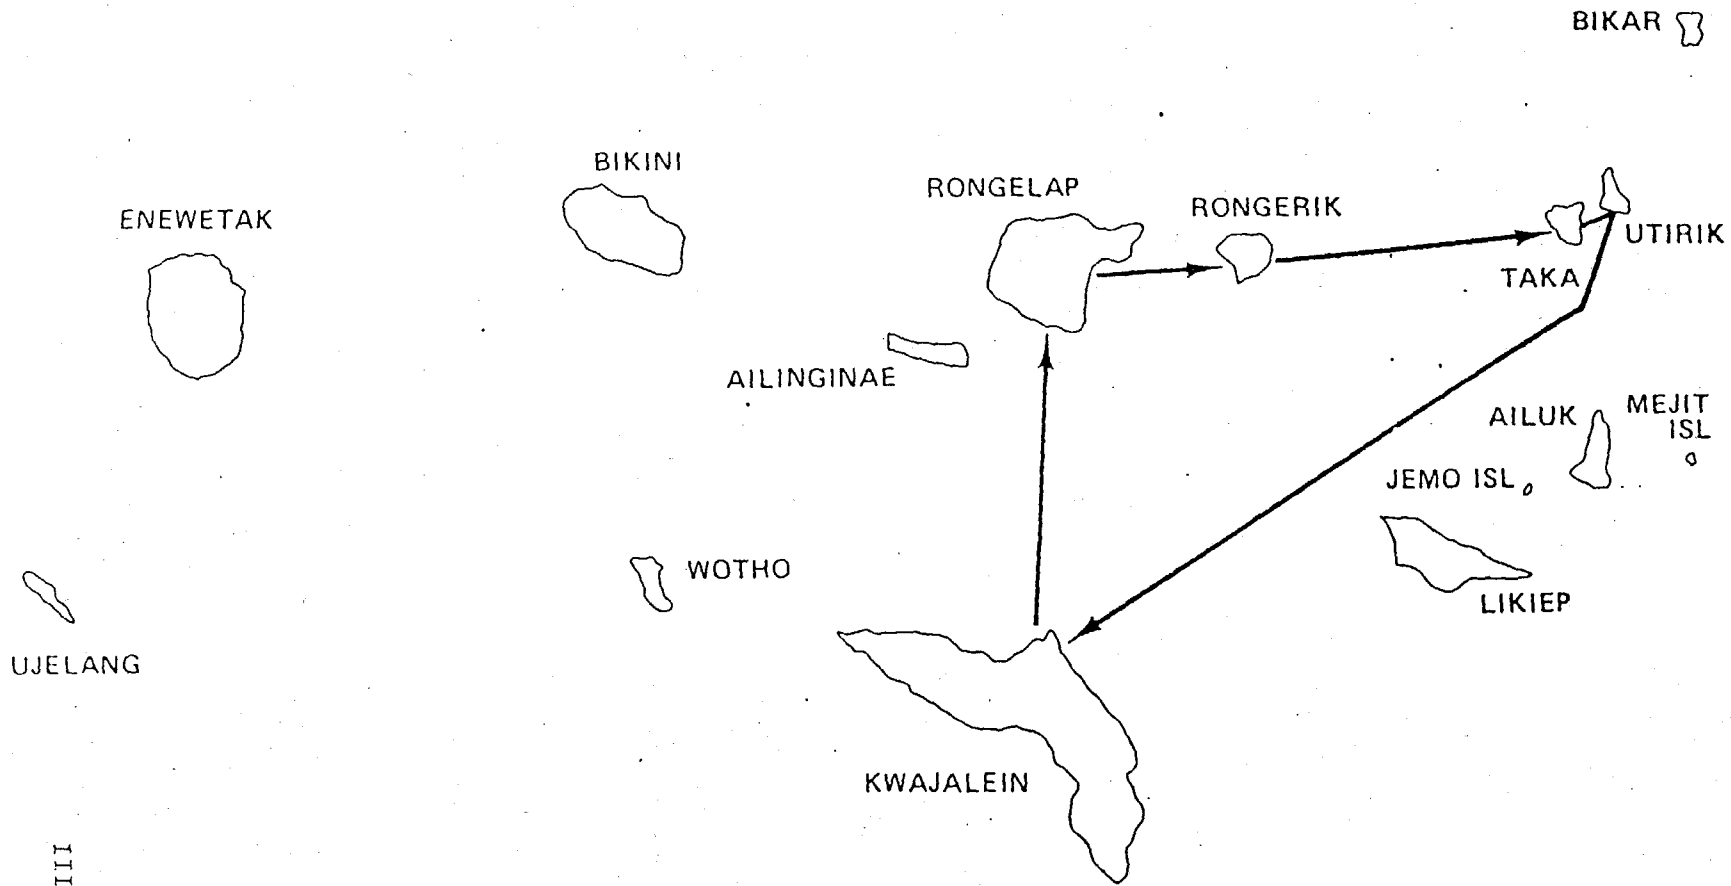 BIKAR
BIKINI
RONGELAP
RONGERIK
ENEWETAK
UTIRIK
TAKA
AILINGINAE
AILUK
MEJIT
ISL
JEMO ISL
WOTHO
LIKIEP
UJELANG
KWAJALEIN
III